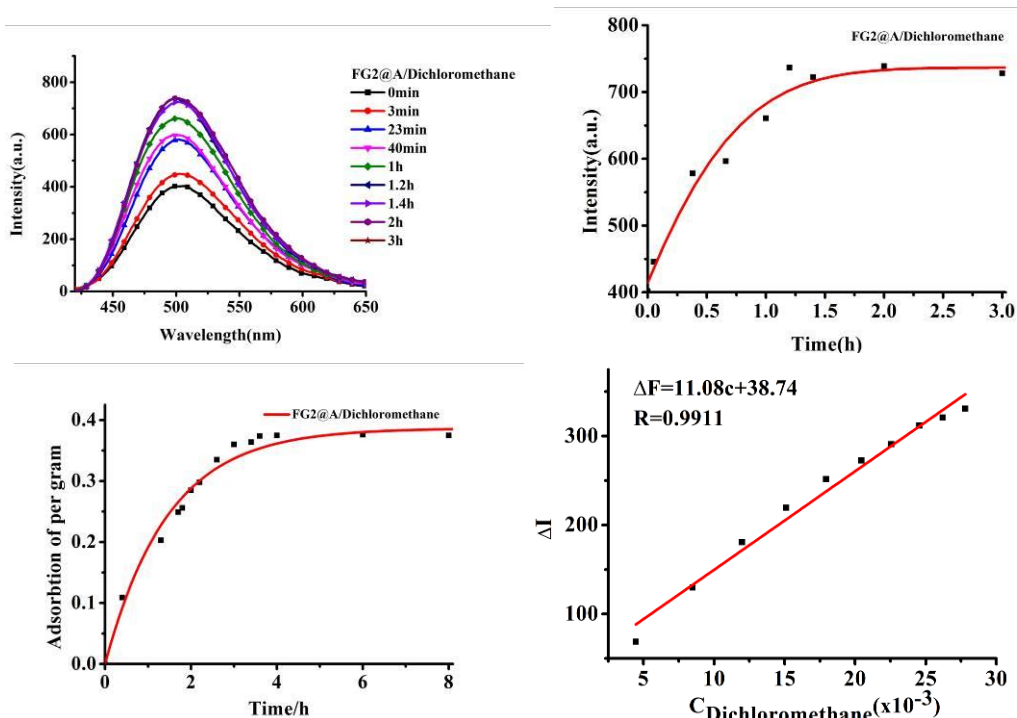 FG2@A/Dichloromethane
0min
3min
23min
40min
1h
1.2h
1.4h
2h
3h
Intensity(a.u.)
800
600
400
200
0
450 500 550 600 650
Wavelength(nm)
FG2@A/Dichloromethane
Intensity(a.u.)
800
700
600
500
400
0.0 0.5 1.0 1.5 2.0 2.5 3.0
Time(h)
FG2@A/Dichloromethane
Adsorbtion of per gram
0.4
0.3
0.2
0.1
0.0
0 2 4 6 8
Time/h
ΔF=11.08c+38.74
R=0.9911
ΔI
300
200
100
5 10 15 20 25 30
CDichloromethane(x10-3)